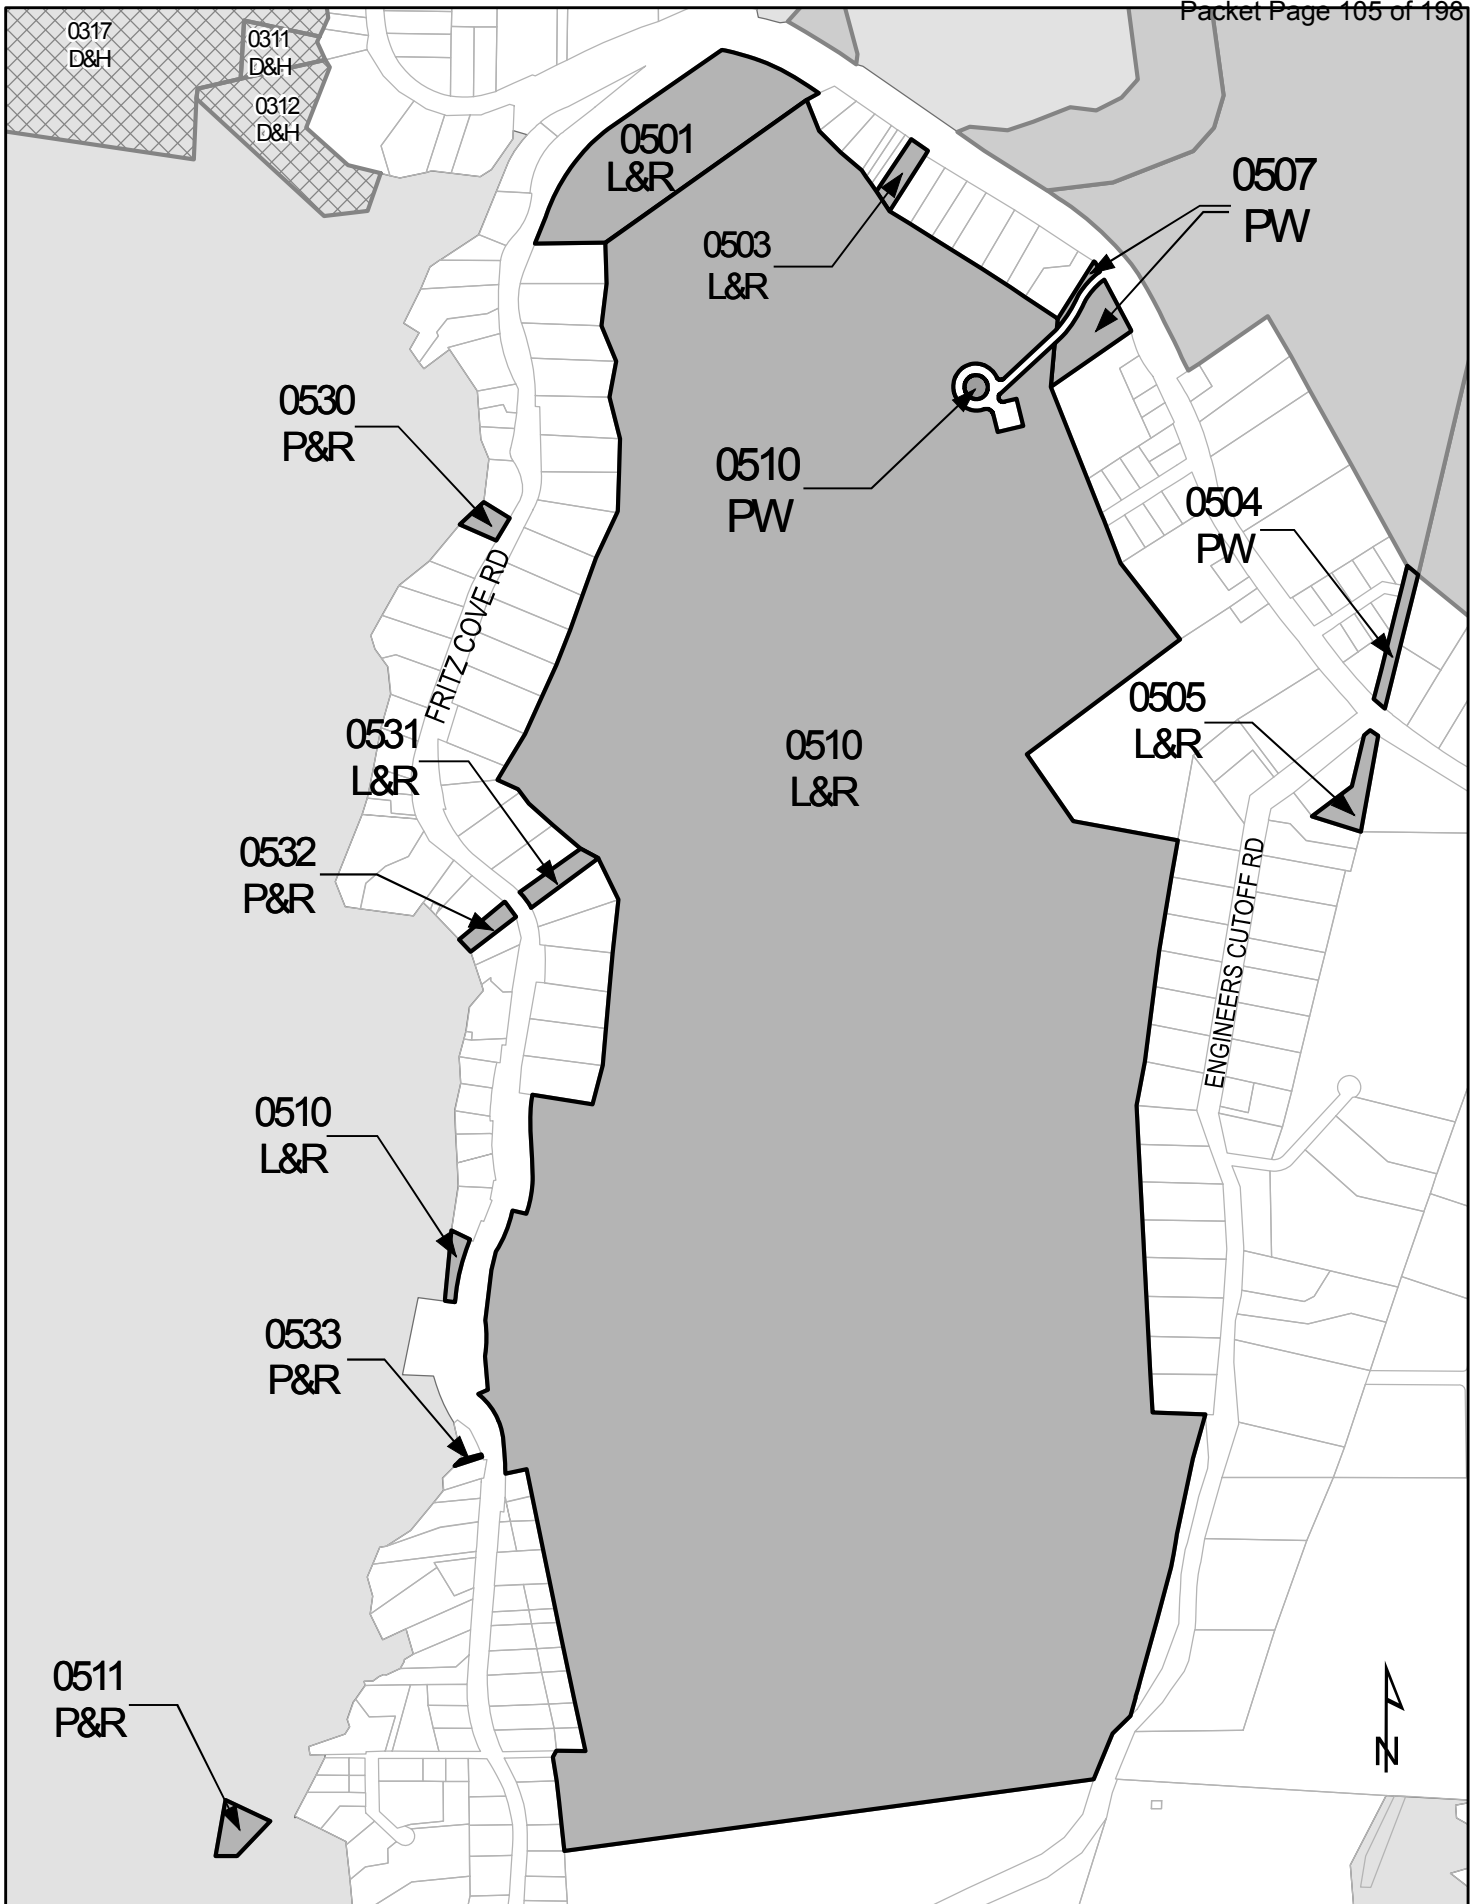 Packet Page 105 of 198
0317
D&H
0311
D&H
0312
D&H
0501
L&R
0507
PW
0503
L&R
0530
P&R
0510
PW
0504
PW
FRITZ COVE RD
0505
L&R
0531
L&R
0510
L&R
0532
P&R
ENGINEERS CUTOFF RD
0510
L&R
0533
P&R
0511
P&R
N